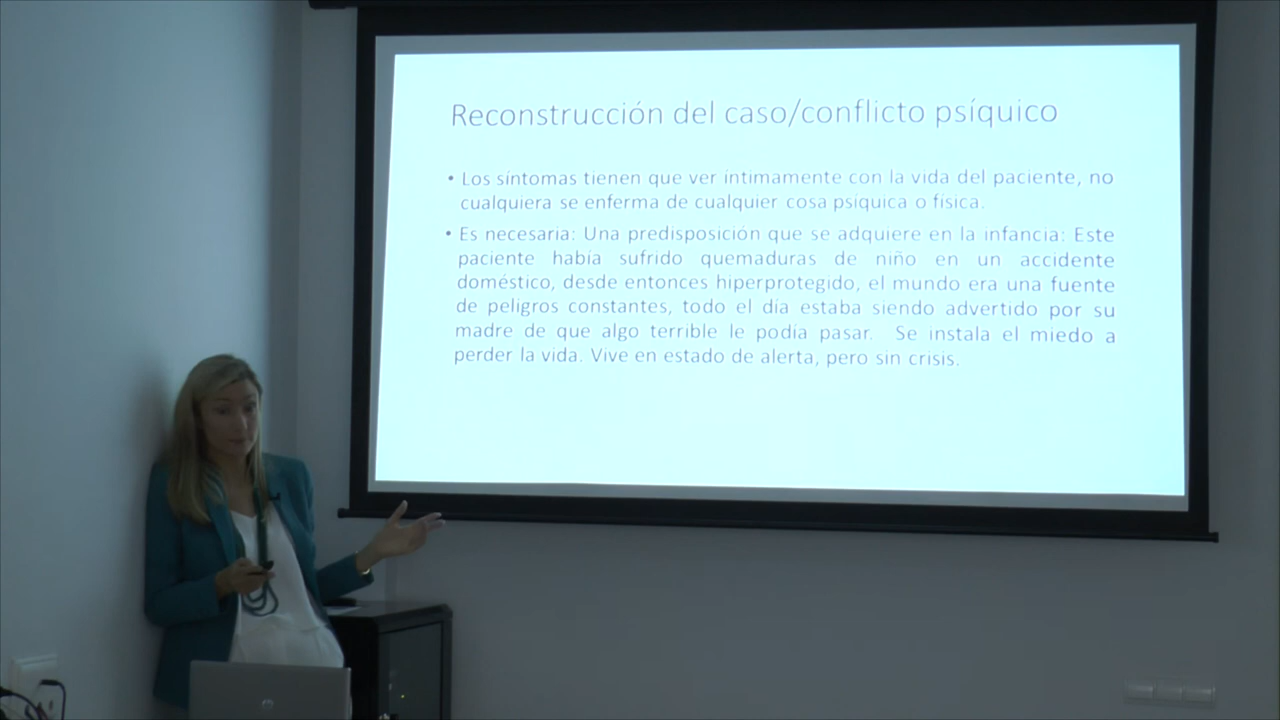 Reconstrucción del caso/conflicto psíquico
• Los síntomas tienen que ver íntimamente con la vida del paciente, no
cualquiera se enferma de cualquier cosa psíquica o física.
• Es necesaria: Una predisposición que se adquiere en la infancia: Este
paciente había sufrido quemaduras de niño en un accidente
doméstico, desde entonces hiperprotegido, el mundo era una fuente
de peligros constantes, todo el día estaba siendo advertido por su
madre de que algo terrible le podía pasar. Se instala el miedo a
perder la vida. Vive en estado de alerta, pero sin crisis.